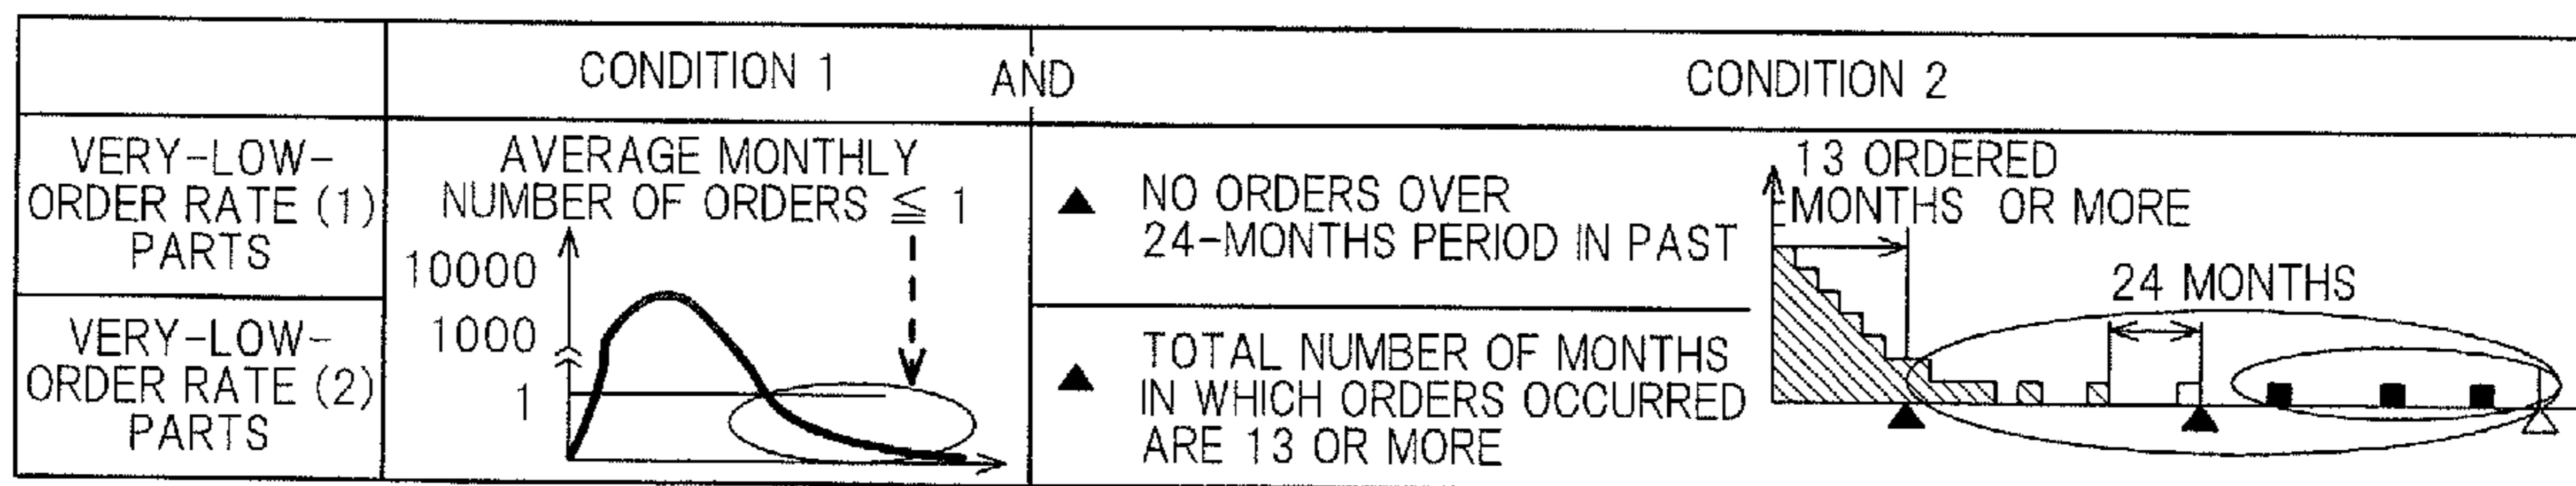 CONDITION 1 AND CONDITION 2
VERY-LOW-
ORDER RATE (1)
PARTS
AVERAGE MONTHLY
NUMBER OF ORDERS ≦ 1
10000
1000
1
▲ NO ORDERS OVER
24-MONTHS PERIOD IN PAST
13 ORDERED
MONTHS OR MORE
24 MONTHS
VERY-LOW-
ORDER RATE (2)
PARTS
▲ TOTAL NUMBER OF MONTHS
IN WHICH ORDERS OCCURRED
ARE 13 OR MORE